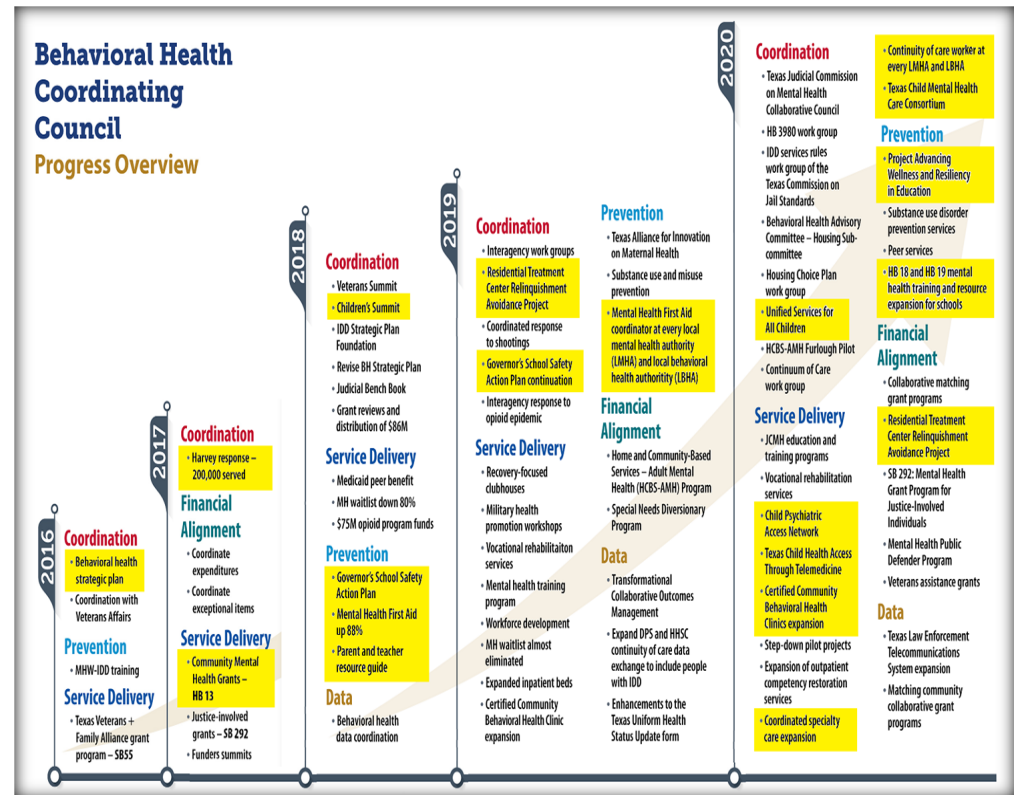 Behavioral Health
Coordinating
Council
Progress Overview
2016
Coordination
• Behavioral health
strategic plan
• Coordination with
Veterans Affairs
Prevention
• MHW-IDD training
Service Delivery
• Texas Veterans +
Family Alliance grant
program – SB55
2017
Coordination
• Harvey response –
200,000 served
Financial
Alignment
• Coordinate
expenditures
• Coordinate
exceptional items
Service Delivery
• Community Mental
Health Grants –
HB 13
• Justice-involved
grants – SB 292
• Funders summits
2018
Coordination
• Veterans Summit
• Children's Summit
• IDD Strategic Plan
Foundation
• Revise BH Strategic Plan
• Judicial Bench Book
• Grant reviews and
distribution of $86M
Service Delivery
• Medicaid peer benefit
• MH waitlist down 80%
• $75M opioid program funds
Prevention
• Governor's School Safety
Action Plan
• Mental Health First Aid
up 88%
• Parent and teacher
resource guide
Data
• Behavioral health
data coordination
2019
Coordination
• Interagency work groups
• Residential Treatment
Center Relinquishment
Avoidance Project
• Coordinated response
to shootings
• Governor's School Safety
Action Plan continuation
• Interagency response to
opioid epidemic
Service Delivery
• Recovery-focused
clubhouses
• Military health
promotion workshops
• Vocational rehabilitaiton
services
• Mental health training
program
• Workforce development
• MH waitlist almost
eliminated
• Expanded inpatient beds
• Certified Community
Behavioral Health Clinic
expansion
Prevention
• Texas Alliance for Innovation
on Maternal Health
• Substance use and misuse
prevention
• Mental Health First Aid
coordinator at every local
mental health authority
(LMHA) and local behavioral
health authoritity (LBHA)
Financial
Alignment
• Home and Community-Based
Services – Adult Mental
Health (HCBS-AMH) Program
• Special Needs Diversionary
Program
Data
• Transformational
Collaborative Outcomes
Management
• Expand DPS and HHSC
continuity of care data
exchange to include people
with IDD
• Enhancements to the
Texas Uniform Health
Status Update form
2020
Coordination
• Texas Judicial Commission
on Mental Health
Collaborative Council
• HB 3980 work group
• IDD services rules
work group of the
Texas Commission on
Jail Standards
• Behavioral Health Advisory
Committee – Housing Sub-
committee
• Housing Choice Plan
work group
• Unified Services for
All Children
• HCBS-AMH Furlough Pilot
• Continuum of Care
work group
Service Delivery
• JCMH education and
training programs
• Vocational rehabilitation
services
• Child Psychiatric
Access Network
• Texas Child Health Access
Through Telemedicine
• Certified Community
Behavioral Health
Clinics expansion
• Step-down pilot projects
• Expansion of outpatient
competency restoration
services
• Coordinated specialty
care expansion
• Continuity of care worker at
every LMHA and LBHA
• Texas Child Mental Health
Care Consortium
Prevention
• Project Advancing
Wellness and Resiliency
in Education
• Substance use disorder
prevention services
• Peer services
• HB 18 and HB 19 mental
health training and resource
expansion for schools
Financial
Alignment
• Collaborative matching
grant programs
• Residential Treatment
Center Relinquishment
Avoidance Project
• SB 292: Mental Health
Grant Program for
Justice-Involved
Individuals
• Mental Health Public
Defender Program
• Veterans assistance grants
Data
• Texas Law Enforcement
Telecommunications
System expansion
• Matching community
collaborative grant
programs